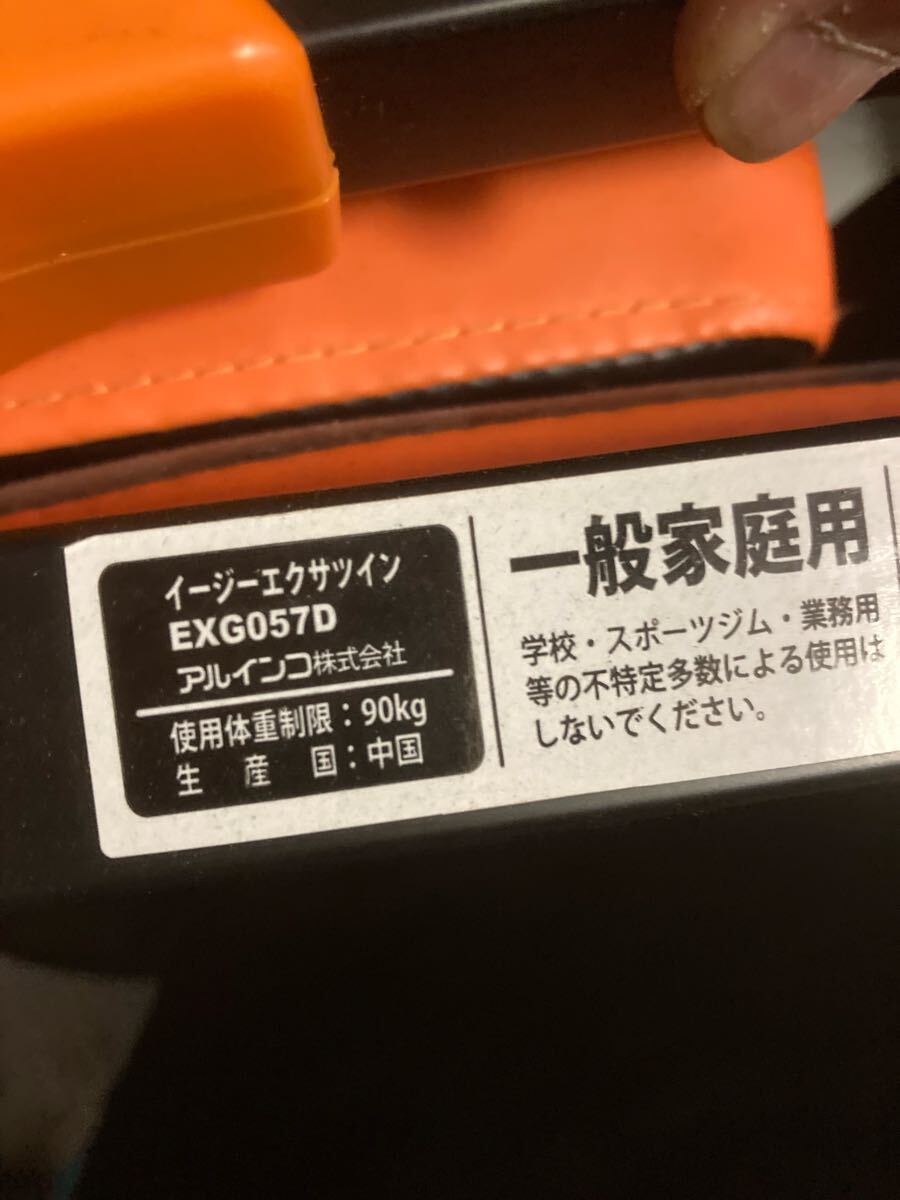 イージーエクサツイン
EXG057D
アルインコ株式会社
使用体重制限：90kg
生産国：中国
一般家庭用
学校・スポーツジム・業務用
等の不特定多数による使用は
しないでください。